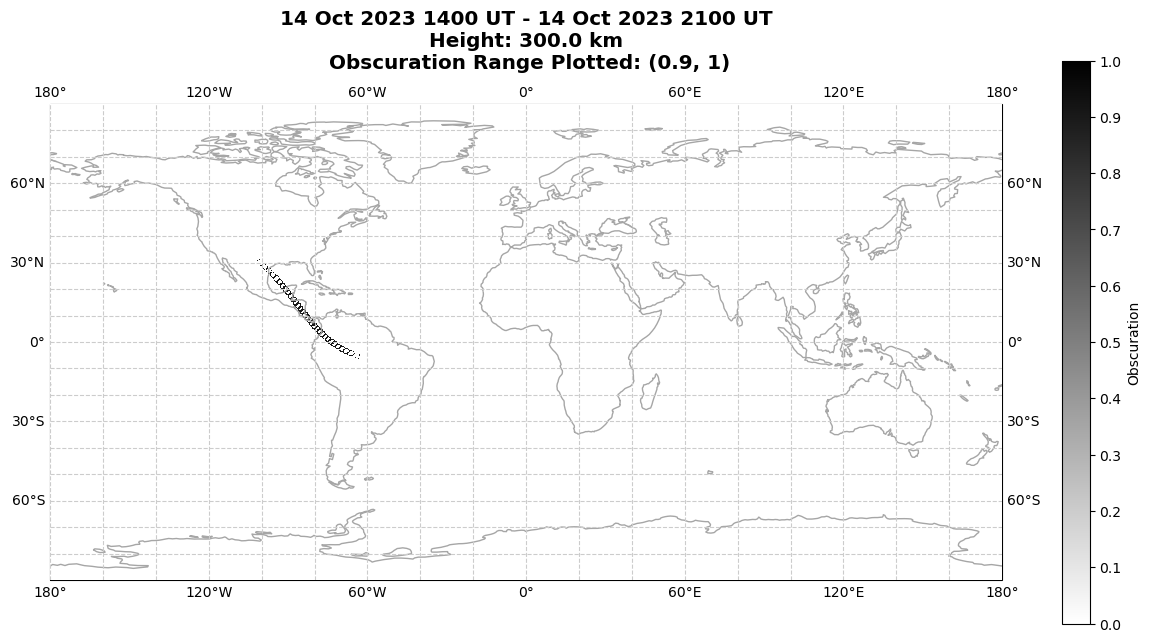 14 Oct 2023 1400 UT - 14 Oct 2023 2100 UT
Height: 300.0 km
Obscuration Range Plotted: (0.9, 1)
180° 120°W 60°W 0° 60°E 120°E 180°
60°N 60°N
30°N 30°N
0° 0°
30°S 30°S
60°S 60°S
180° 120°W 60°W 0° 60°E 120°E 180°
1.0
0.9
0.8
0.7
0.6
0.5
0.4
0.3
0.2
0.1
0.0
Obscuration